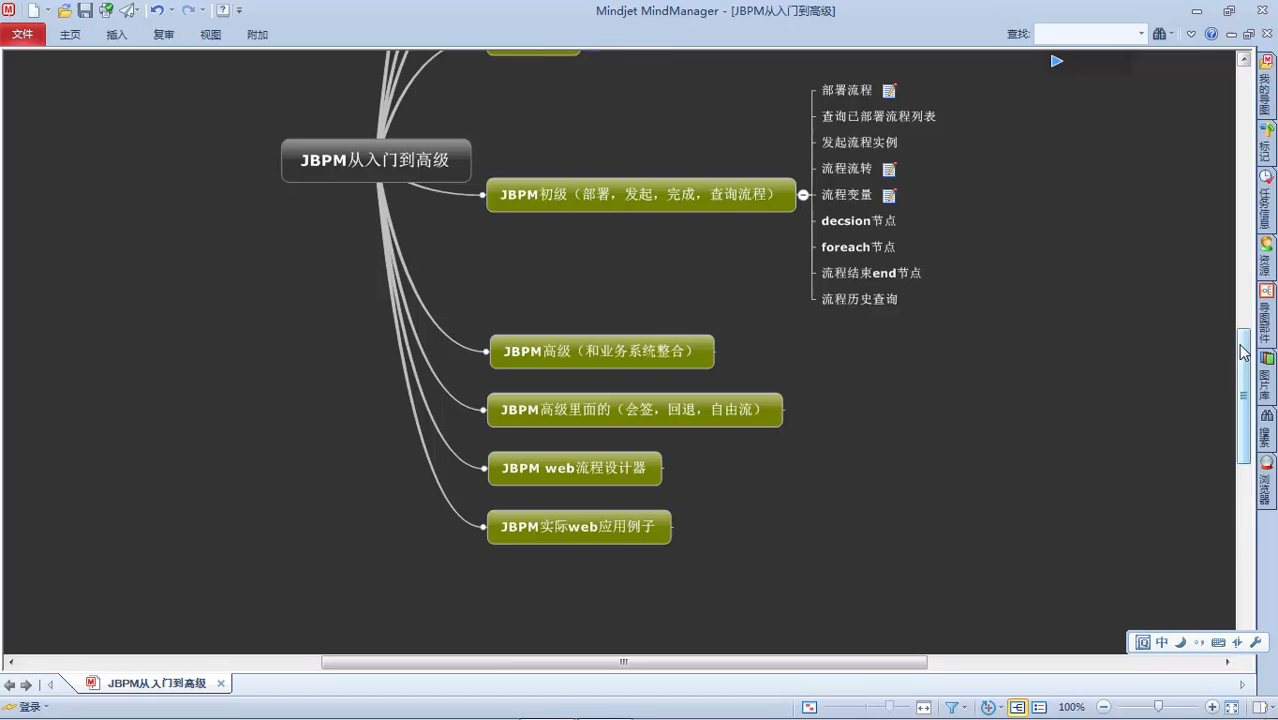 Mindjet MindManager - [JBPM从入门到高级]
文件 主页 插入 复审 视图 附加 查找:
JBPM从入门到高级
JBPM初级（部署，发起，完成，查询流程）
部署流程
查询已部署流程列表
发起流程实例
流程流转
流程变量
decsion节点
foreach节点
流程结束end节点
流程历史查询
JBPM高级（和业务系统整合）
JBPM高级里面的（会签，回退，自由流）
JBPM web流程设计器
JBPM实际web应用例子
我的导图
标记
任务信息
资源
导图部件
图片库
搜索
浏览器
中
JBPM从入门到高级
登录
100%